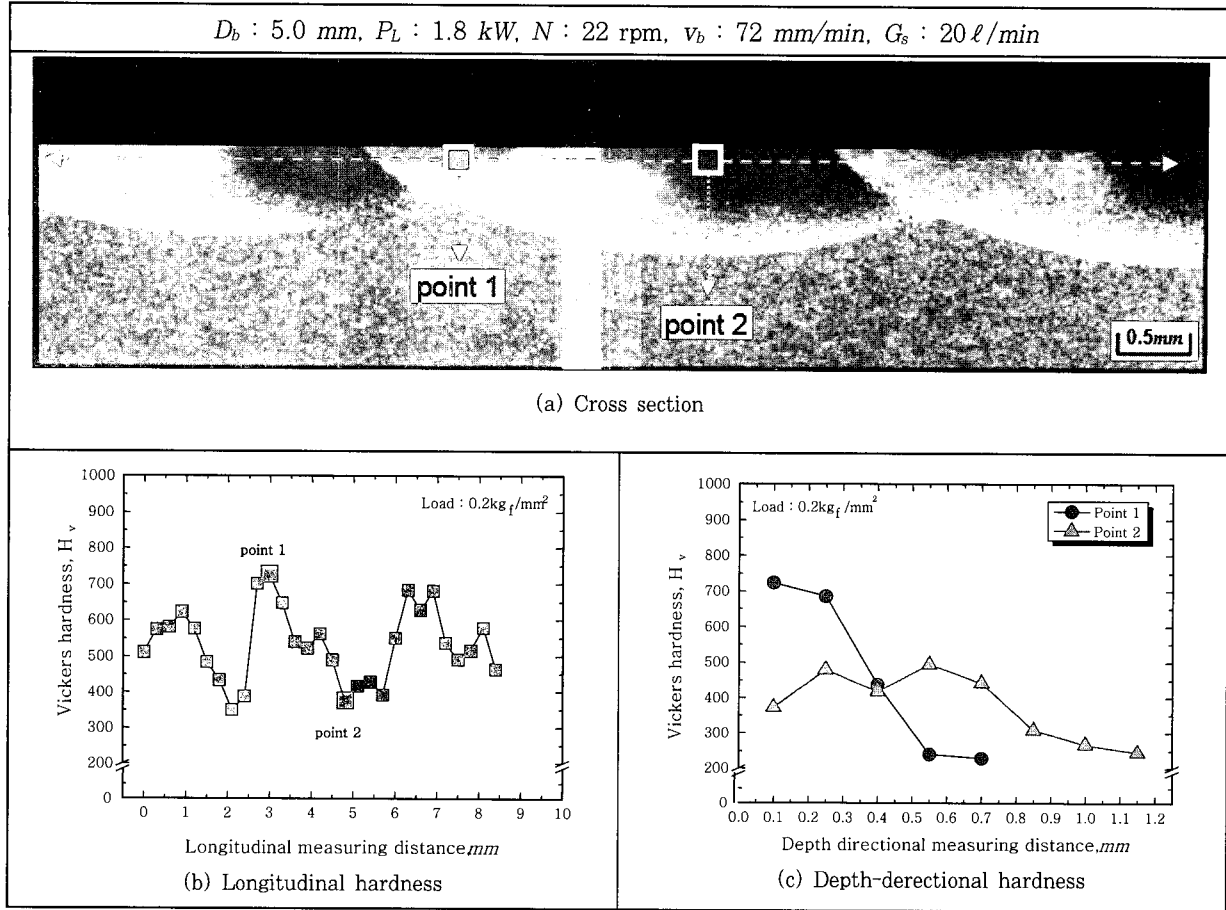 D_b : 5.0 mm, P_L : 1.8 kW, N : 22 rpm, v_b : 72 mm/min, G_s : 20ℓ/min
point 1
point 2
0.5mm
(a) Cross section
1000
900
800
700
600
500
400
300
200
0
Vickers hardness, H_v
Load : 0.2kg_f/mm²
point 1
point 2
0 1 2 3 4 5 6 7 8 9 10
Longitudinal measuring distance,mm
(b) Longitudinal hardness
1000
900
800
700
600
500
400
300
200
0
Vickers hardness, H_v
Load : 0.2kg_f/mm²
Point 1
Point 2
0.0 0.1 0.2 0.3 0.4 0.5 0.6 0.7 0.8 0.9 1.0 1.1 1.2
Depth directional measuring distance,mm
(c) Depth-derectional hardness